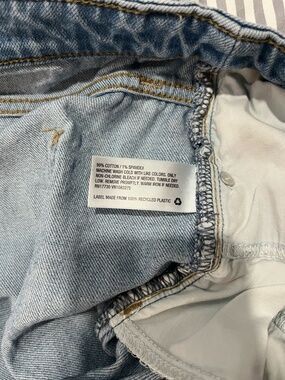 99% COTTON / 1% SPANDEX
MACHINE WASH COLD WITH LIKE COLORS. ONLY
NON-CHLORINE BLEACH IF NEEDED. TUMBLE DRY
LOW. REMOVE PROMPTLY. WARM IRON IF NEEDED.
LABEL MADE FROM 100% RECYCLED PLASTIC